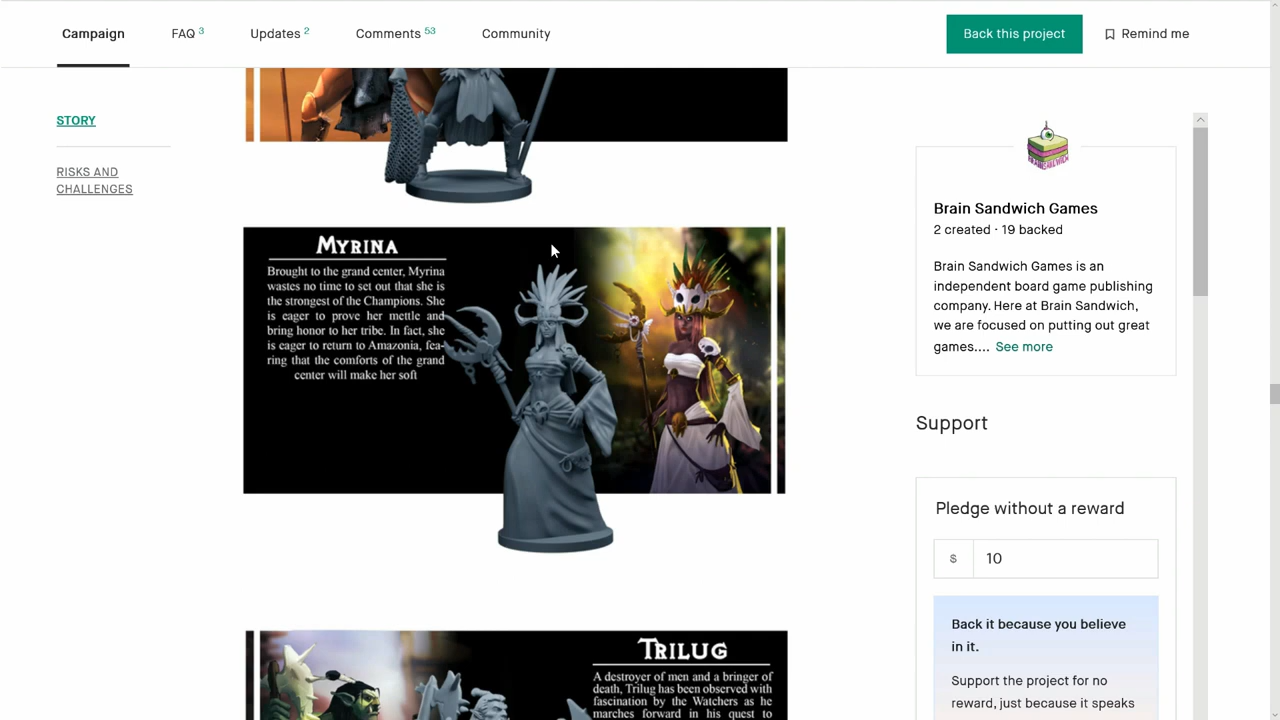 Campaign
FAQ 3
Updates 2
Comments 53
Community
Back this project
Remind me
STORY
RISKS AND
CHALLENGES
MYRINA
Brought to the grand center, Myrina
wastes no time to set out that she is
the strongest of the Champions. She
is eager to prove her mettle and
bring honor to her tribe. In fact, she
is eager to return to Amazonia, fea-
ring that the comforts of the grand
center will make her soft
TRILUG
A destroyer of men and a bringer of
death, Trilug has been observed with
fascination by the Watchers as he
marches forward in his quest to
Brain Sandwich Games
2 created · 19 backed
Brain Sandwich Games is an
independent board game publishing
company. Here at Brain Sandwich,
we are focused on putting out great
games.... See more
Support
Pledge without a reward
$ 10
Back it because you believe
in it.
Support the project for no
reward, just because it speaks